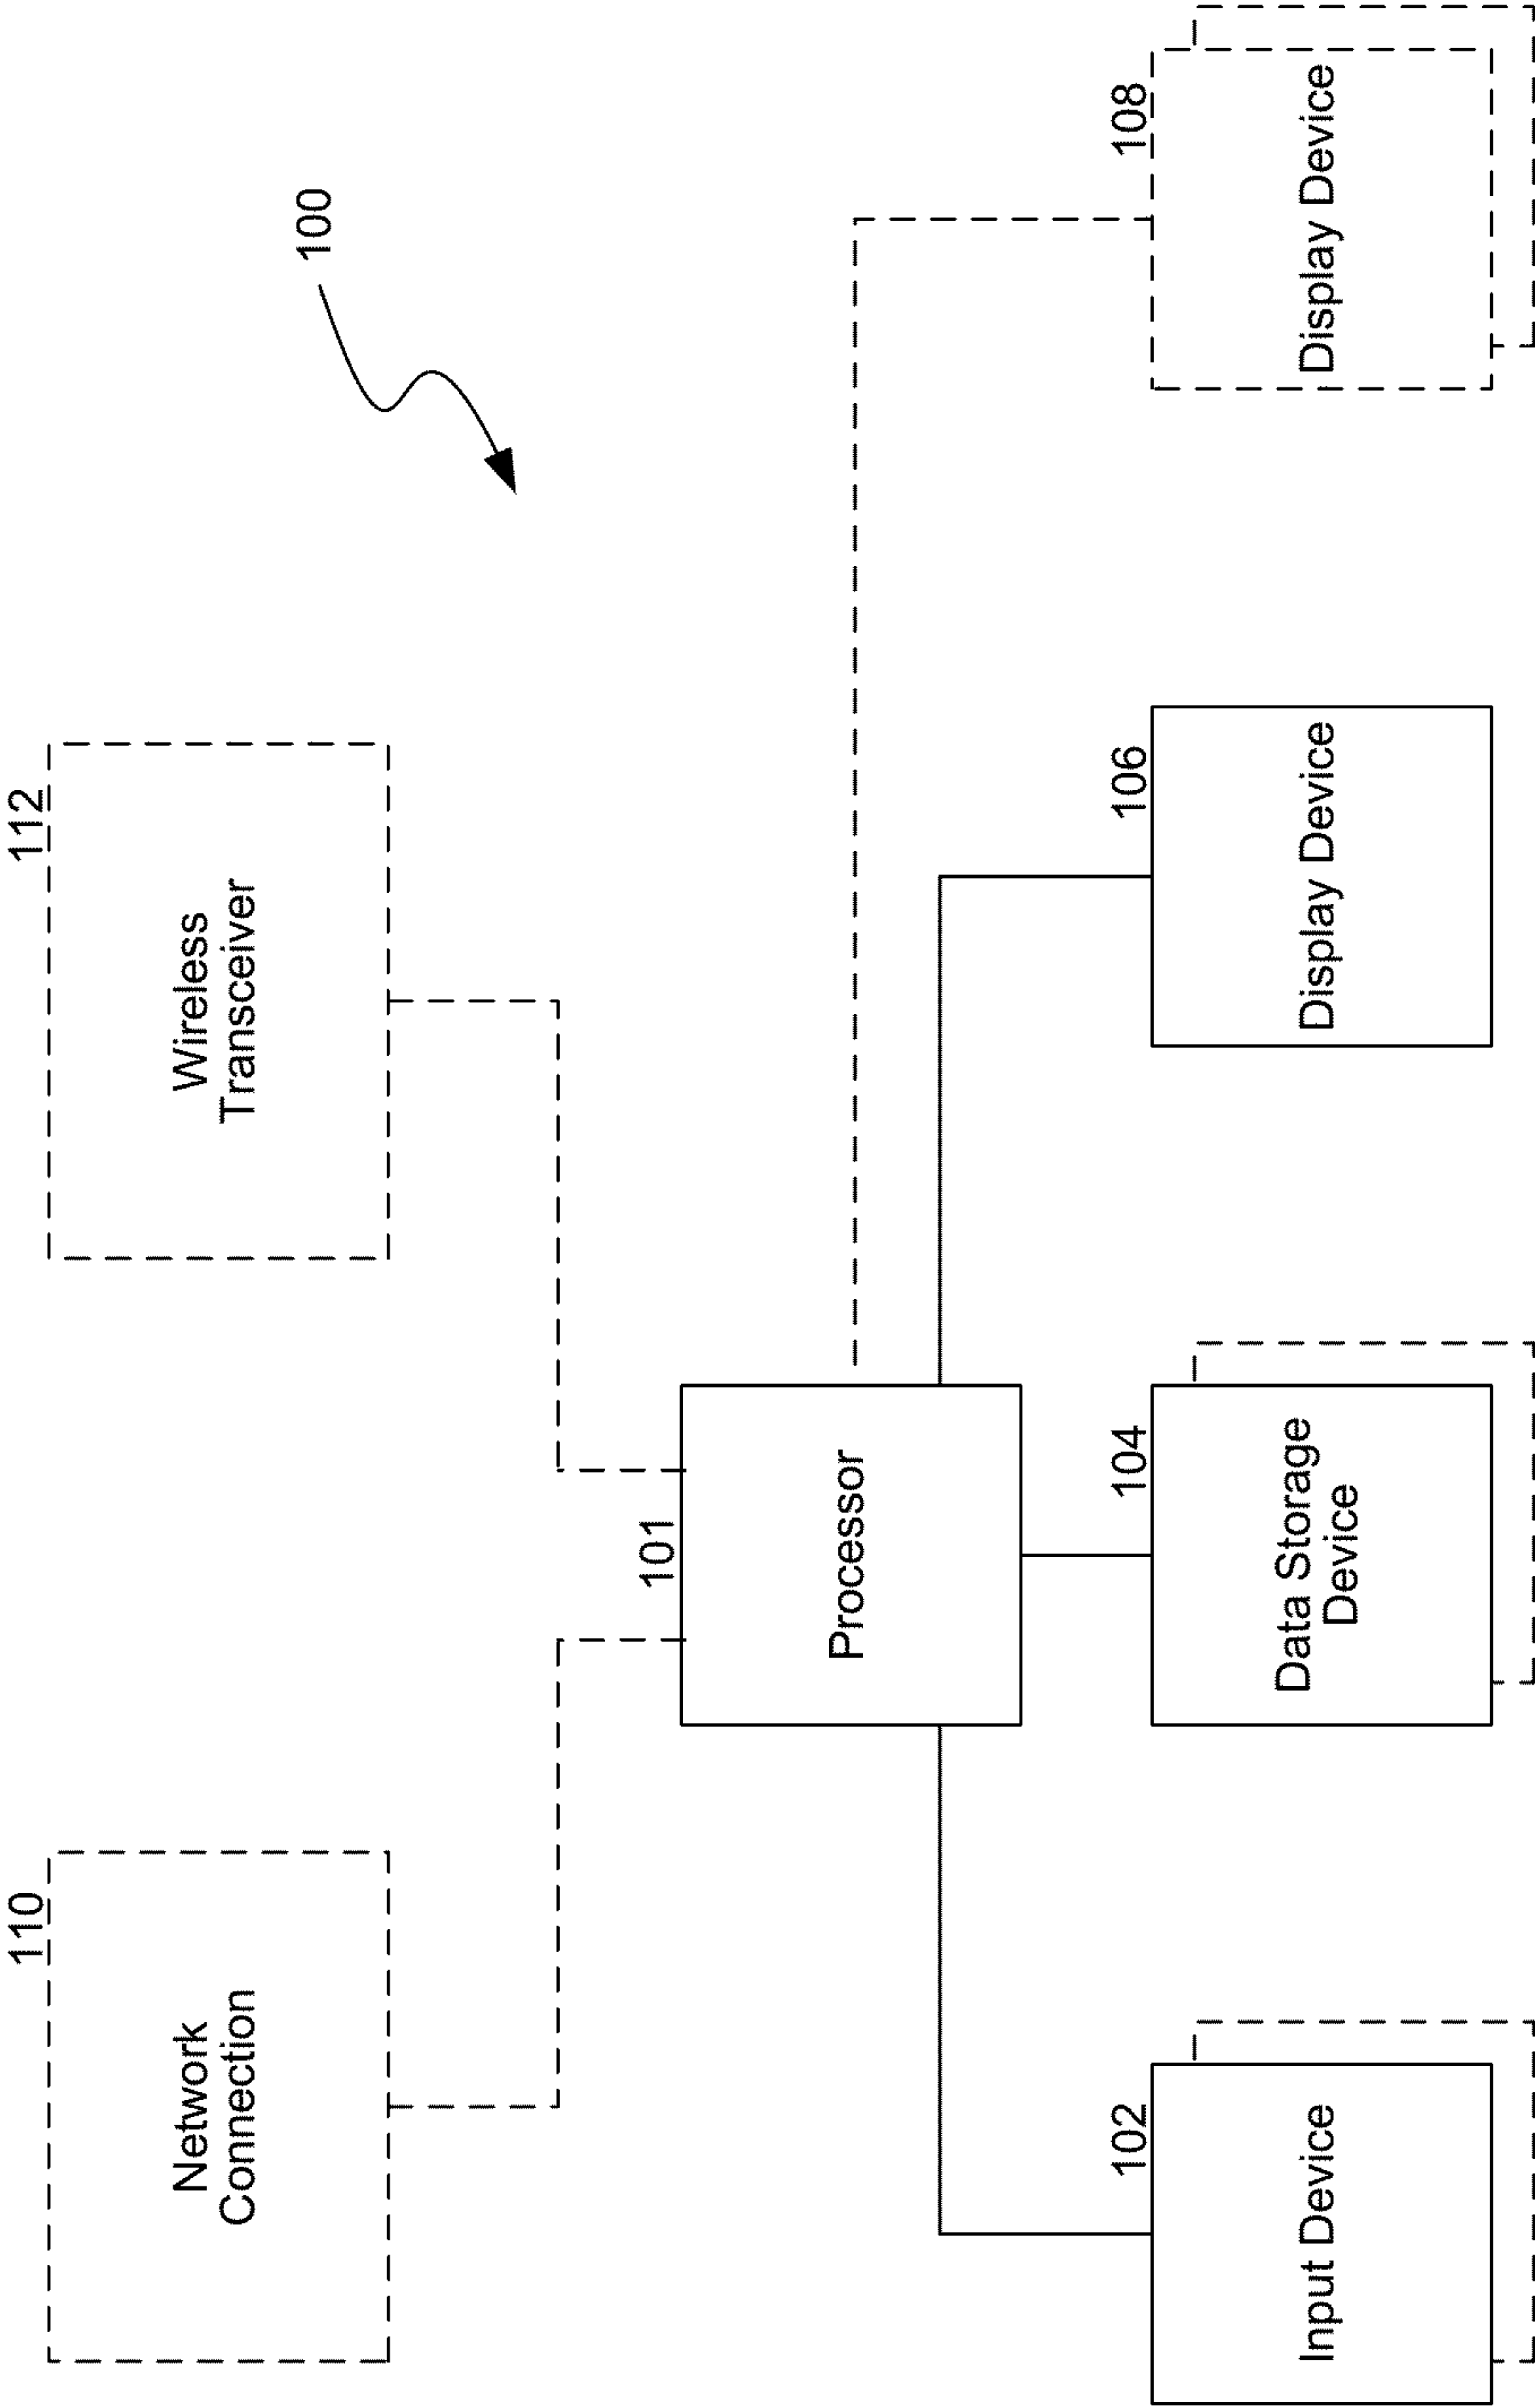 110
Network
Connection
112
Wireless
Transceiver
100
101
Processor
102
Input Device
104
Data Storage
Device
106
Display Device
108
Display Device